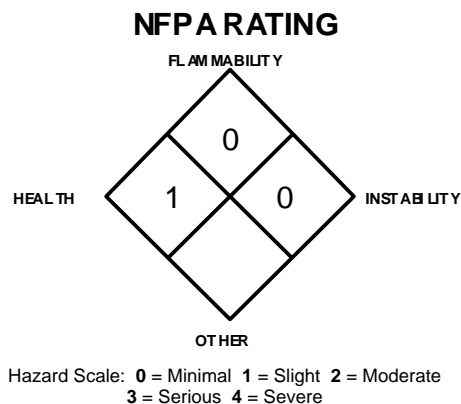 NFPA RATING
FLAMMABILITY
0
HEALTH 1 0 INSTABILITY
OTHER
Hazard Scale: 0 = Minimal 1 = Slight 2 = Moderate
3 = Serious 4 = Severe